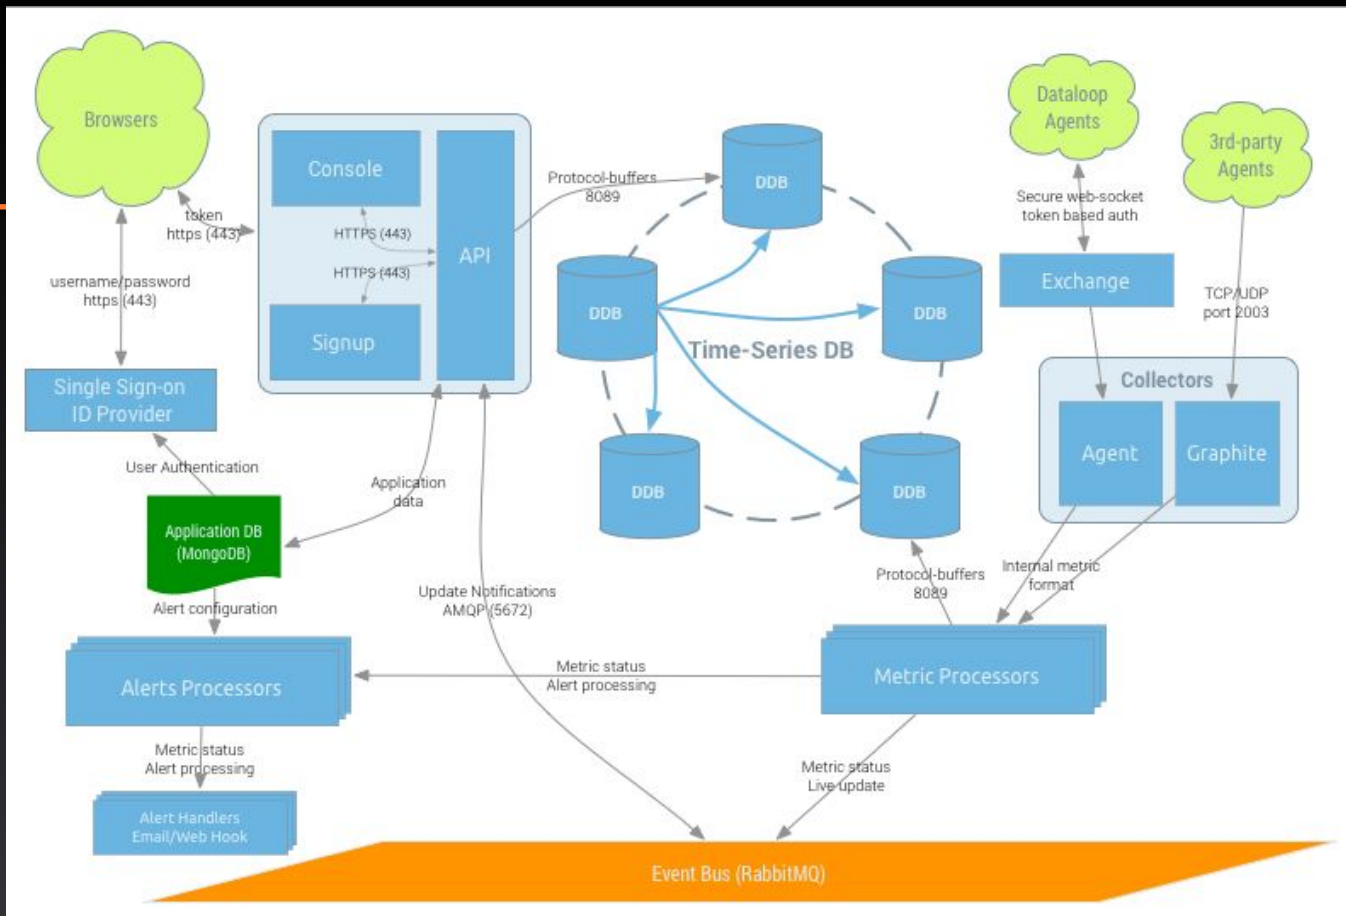 Browsers
token
https (443)
username/password
https (443)
Single Sign-on
ID Provider
User Authentication
Application DB
(MongoDB)
Alert configuration
Alerts Processors
Metric status
Alert processing
Alert Handlers
Email/Web Hook
Console
HTTPS (443)
HTTPS (443)
Signup
API
Application
data
Update Notifications
AMQP (5672)
Protocol-buffers
8089
DDB
DDB
DDB
Time-Series DB
DDB
DDB
Dataloop
Agents
3rd-party
Agents
Secure web-socket
token based auth
Exchange
TCP/UDP
port 2003
Collectors
Agent
Graphite
Internal metric
format
Protocol-buffers
8089
Metric Processors
Metric status
Alert processing
Metric status
Live update
Event Bus (RabbitMQ)